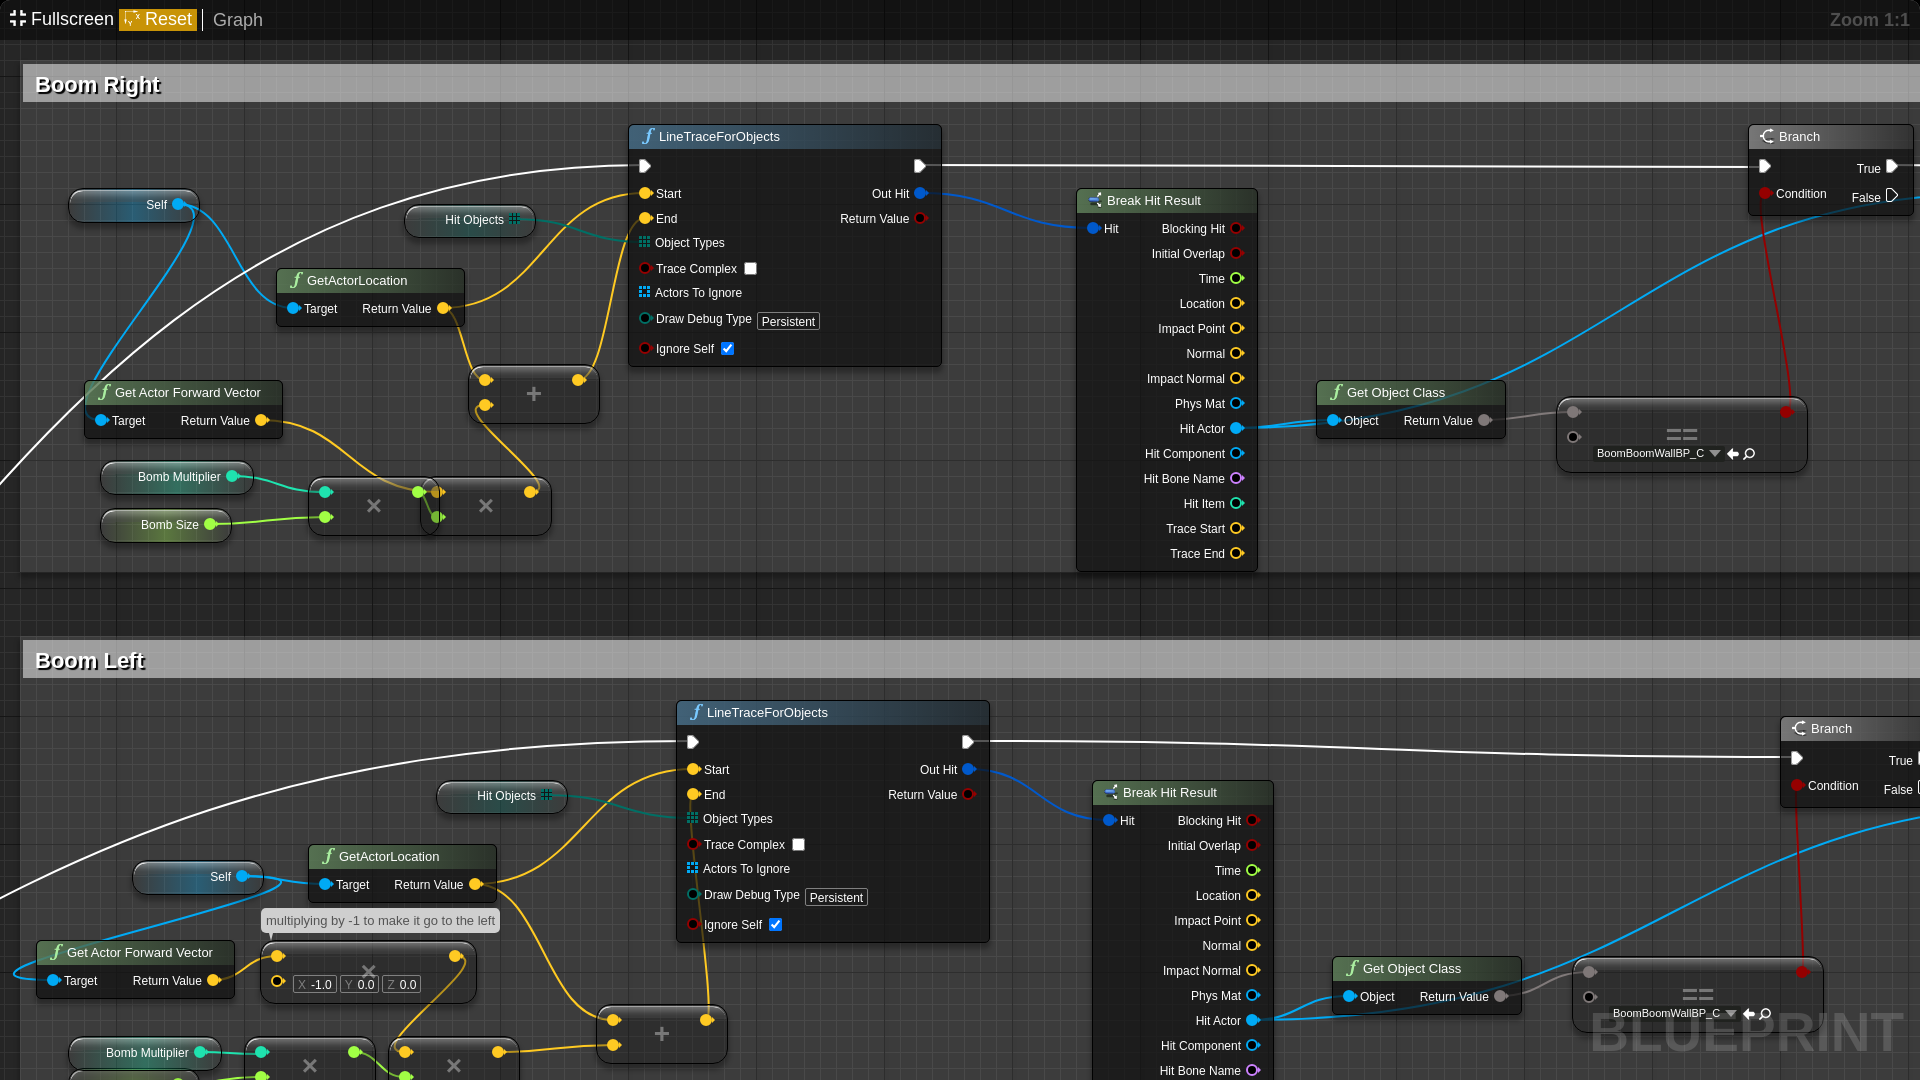 Fullscreen Reset Graph Zoom 1:1
Boom Right
LineTraceForObjects
Start Out Hit
End Return Value
Object Types
Trace Complex
Actors To Ignore
Draw Debug Type Persistent
Ignore Self
Self
Hit Objects
GetActorLocation
Target Return Value
Get Actor Forward Vector
Target Return Value
+
Bomb Multiplier
Bomb Size
×
×
Break Hit Result
Hit Blocking Hit
Initial Overlap
Time
Location
Impact Point
Normal
Impact Normal
Phys Mat
Hit Actor
Hit Component
Hit Bone Name
Hit Item
Trace Start
Trace End
Get Object Class
Object Return Value
==
BoomBoomWallBP_C
Branch
True
Condition
False
Boom Left
LineTraceForObjects
Start Out Hit
End Return Value
Object Types
Trace Complex
Actors To Ignore
Draw Debug Type Persistent
Ignore Self
Hit Objects
Self
GetActorLocation
Target Return Value
multiplying by -1 to make it go to the left
Get Actor Forward Vector
Target Return Value
×
X -1.0 Y 0.0 Z 0.0
+
Bomb Multiplier
×
×
Break Hit Result
Hit Blocking Hit
Initial Overlap
Time
Location
Impact Point
Normal
Impact Normal
Phys Mat
Hit Actor
Hit Component
Hit Bone Name
Get Object Class
Object Return Value
==
BoomBoomWallBP_C
Branch
True
Condition
False
BLUEPRINT